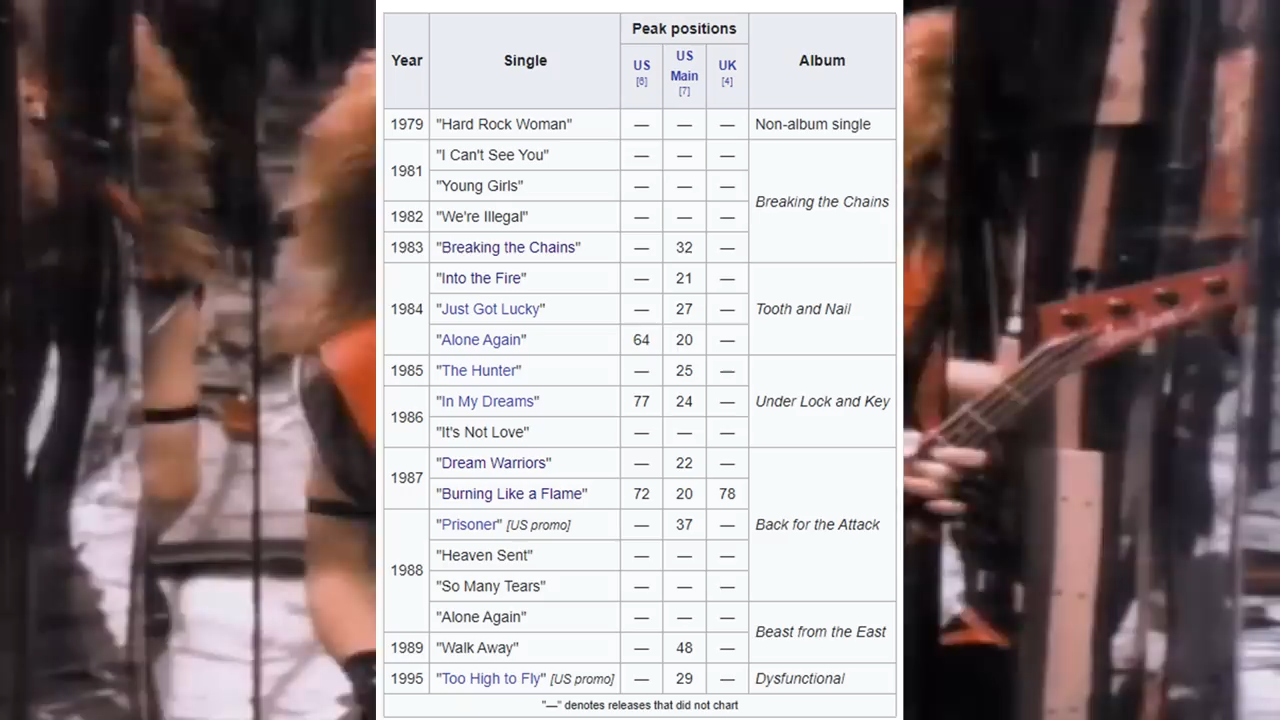 Year Single Peak positions Album
US [6] US Main [7] UK [4]
1979 "Hard Rock Woman" — — — Non-album single
1981 "I Can't See You" — — — Breaking the Chains
"Young Girls" — — —
1982 "We're Illegal" — — —
1983 "Breaking the Chains" — 32 —
1984 "Into the Fire" — 21 — Tooth and Nail
"Just Got Lucky" — 27 —
"Alone Again" 64 20 —
1985 "The Hunter" — 25 — Under Lock and Key
1986 "In My Dreams" 77 24 —
"It's Not Love" — — —
1987 "Dream Warriors" — 22 — Back for the Attack
"Burning Like a Flame" 72 20 78
1988 "Prisoner" [US promo] — 37 —
"Heaven Sent" — — —
"So Many Tears" — — —
"Alone Again" — — — Beast from the East
1989 "Walk Away" — 48 —
1995 "Too High to Fly" [US promo] — 29 — Dysfunctional
"—" denotes releases that did not chart